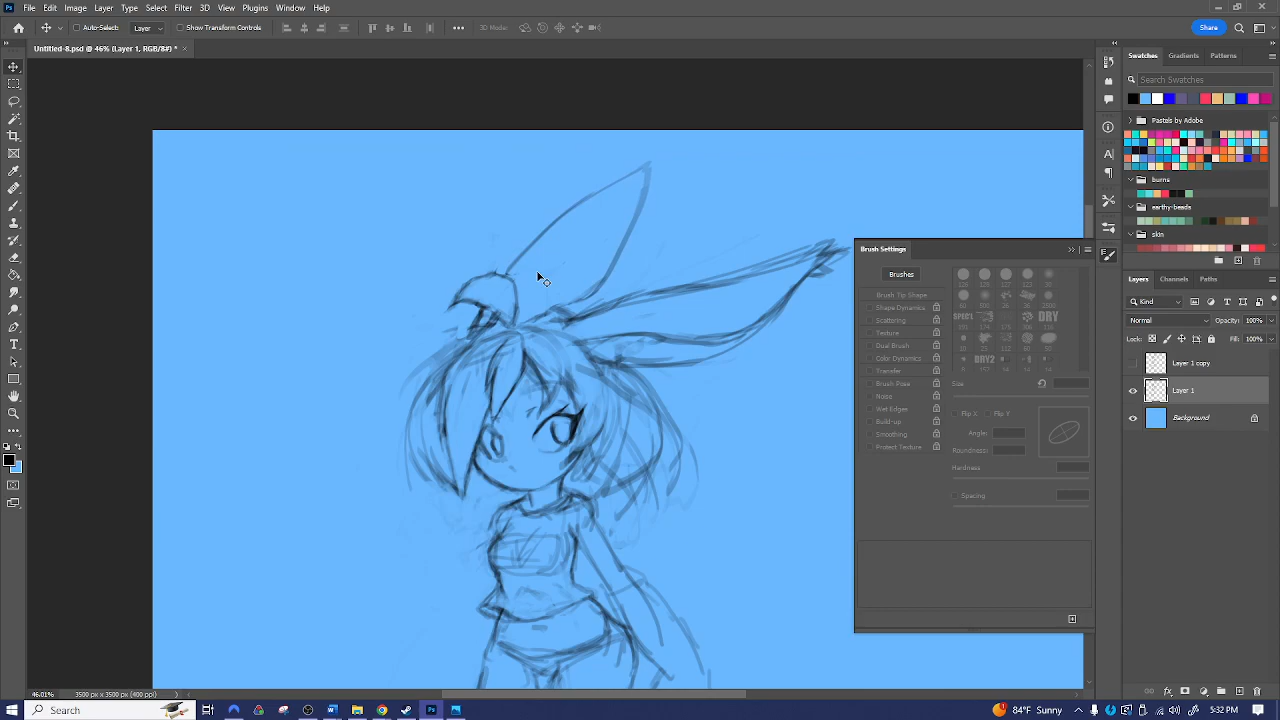 Ps File Edit Image Layer Type Select Filter 3D View Plugins Window Help
Auto-Select: Layer Show Transform Controls 3D Mode: Share
Untitled-8.psd @ 46% (Layer 1, RGB/8#) *
Swatches Gradients Patterns
Search Swatches
Pastels by Adobe
burns
earthy-beads
skin
Brush Settings
Brushes
Brush Tip Shape
Shape Dynamics
Scattering
Texture
Dual Brush
Color Dynamics
Transfer
Brush Pose
Noise
Wet Edges
Build-up
Smoothing
Protect Texture
Size
Flip X Flip Y
Angle:
Roundness:
Hardness
Spacing
Layers Channels Paths
Kind
Normal Opacity: 100%
Lock: Fill: 100%
Layer 1 copy
Layer 1
Background
46.01% 3500 px x 3500 px (400 ppi)
Search
84°F Sunny
5:32 PM